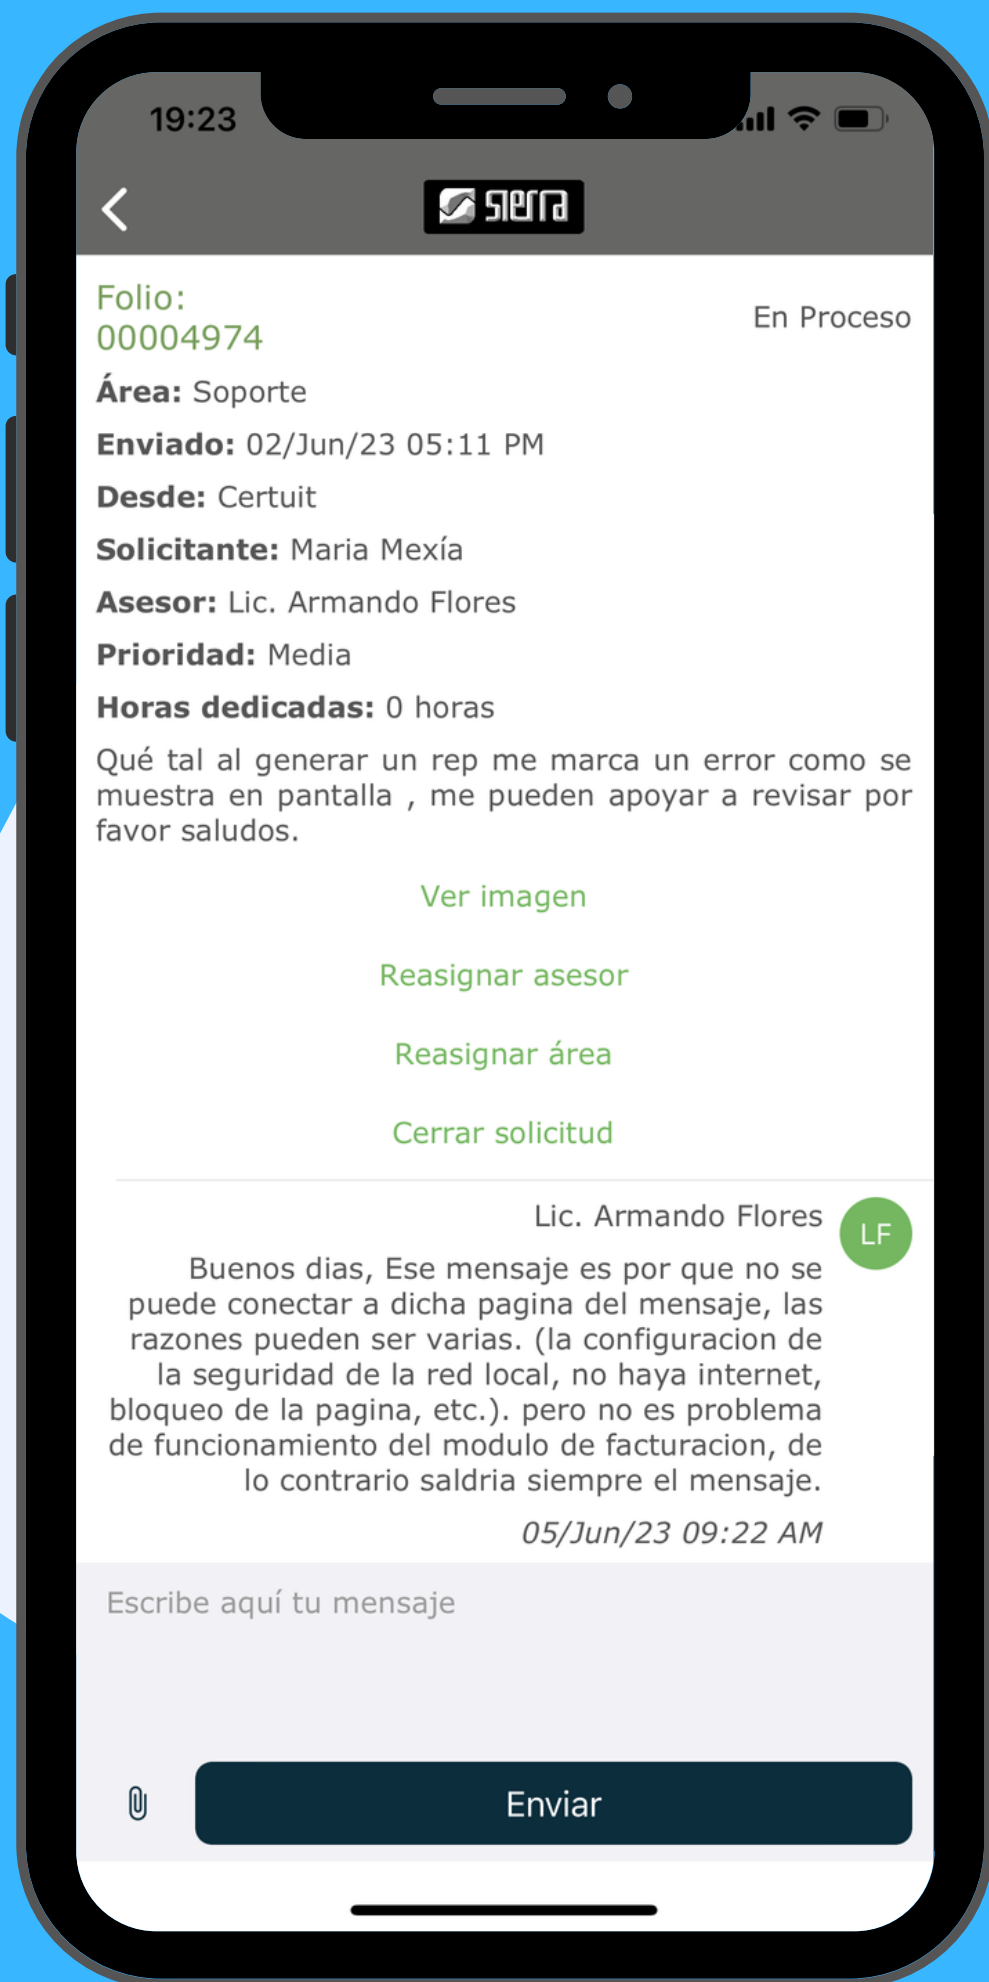 19:23
sierra
Folio:
00004974
En Proceso
Área: Soporte
Enviado: 02/Jun/23 05:11 PM
Desde: Certuit
Solicitante: Maria Mexía
Asesor: Lic. Armando Flores
Prioridad: Media
Horas dedicadas: 0 horas
Qué tal al generar un rep me marca un error como se
muestra en pantalla , me pueden apoyar a revisar por
favor saludos.
Ver imagen
Reasignar asesor
Reasignar área
Cerrar solicitud
Lic. Armando Flores
LF
Buenos dias, Ese mensaje es por que no se
puede conectar a dicha pagina del mensaje, las
razones pueden ser varias. (la configuracion de
la seguridad de la red local, no haya internet,
bloqueo de la pagina, etc.). pero no es problema
de funcionamiento del modulo de facturacion, de
lo contrario saldria siempre el mensaje.
05/Jun/23 09:22 AM
Escribe aquí tu mensaje
Enviar